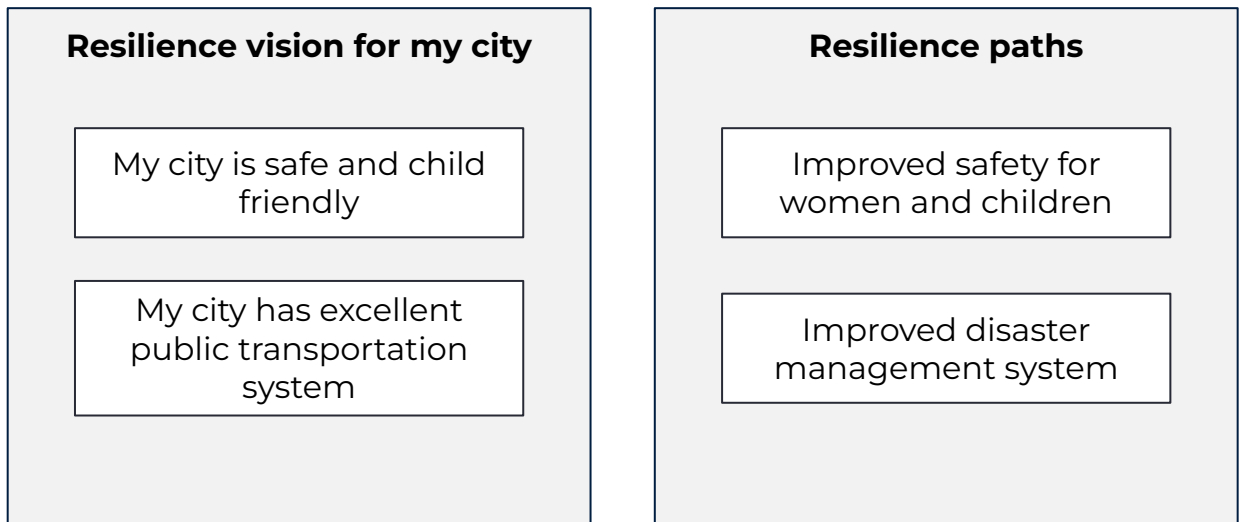 Resilience vision for my city
My city is safe and child
friendly
My city has excellent
public transportation
system
Resilience paths
Improved safety for
women and children
Improved disaster
management system